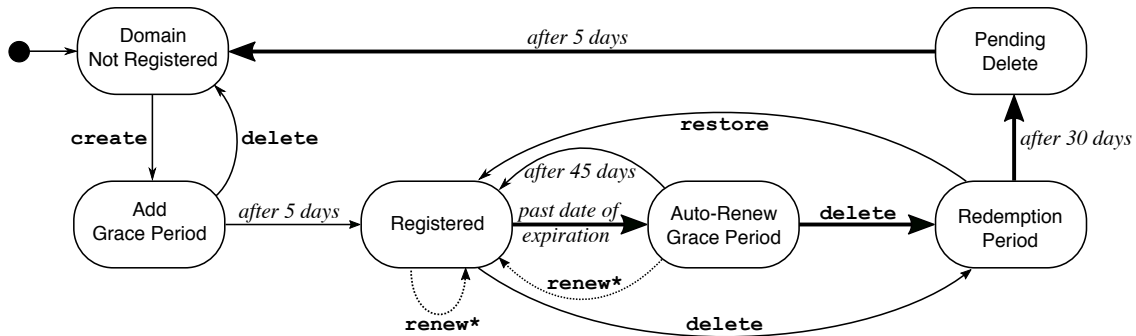 Domain
Not Registered
after 5 days
Pending
Delete
create
delete
restore
after 30 days
after 45 days
Add
Grace Period
after 5 days
Registered
past date of
expiration
Auto-Renew
Grace Period
delete
Redemption
Period
renew*
renew*
delete